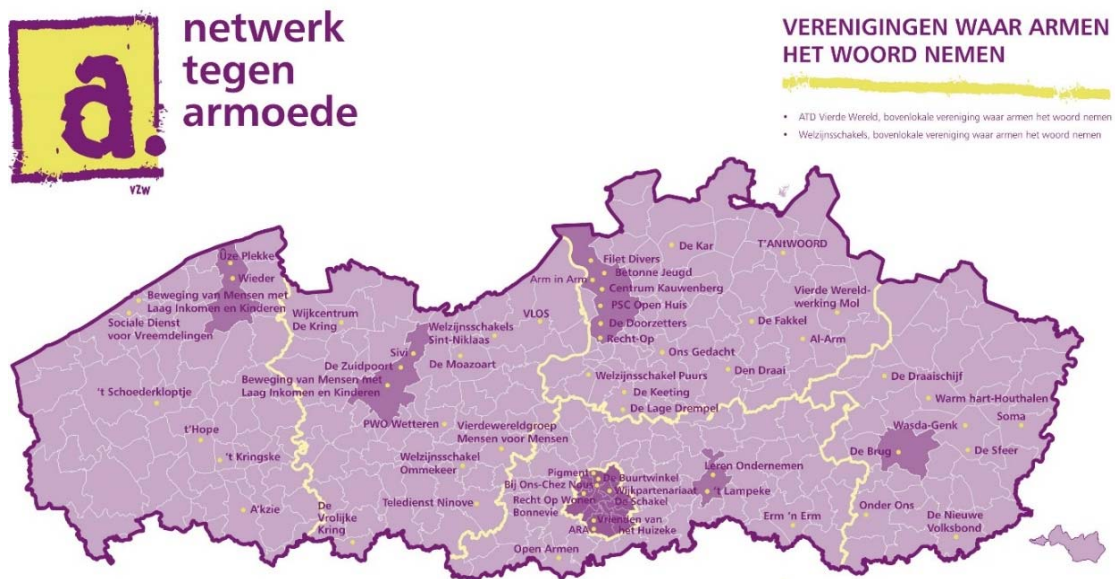 a.
vzw
netwerk
tegen
armoede
VERENIGINGEN WAAR ARMEN
HET WOORD NEMEN
• ATD Vierde Wereld, bovenlokale vereniging waar armen het woord nemen
• Welzijnsschakels, bovenlokale vereniging waar armen het woord nemen
Uze Plekke
Wieder
Beweging van Mensen met
Laag Inkomen en Kinderen
Sociale Dienst
voor Vreemdelingen
't Schoederkloptje
t'Hope
't Kringske
A'kzie
Wijkcentrum
De Kring
Sivi
De Zuidpoort
Beweging van Mensen met
Laag Inkomen en Kinderen
PWO Wetteren
Welzijnsschakels
Sint-Niklaas
De Moazoart
VLOS
Vierdewereldgroep
Mensen voor Mensen
Welzijnsschakel
Ommekeer
Teledienst Ninove
De
Vrolijke
Kring
Filet Divers
Betonne Jeugd
Arm in Arm
Centrum Kauwenberg
PSC Open Huis
De Doorzetters
Recht-Op
De Kar
T'ANTWOORD
Vierde Wereld-
werking Mol
De Fakkel
Al-Arm
Ons Gedacht
Den Draai
Welzijnsschakel Puurs
De Keeting
De Lage Drempel
Pigment
De Buurtwinkel
Bij Ons-Chez Nous
Wijkpartenariaat
Recht Op Wonen
De Schakel
Bonnevie
Vrienden van
het Huizeke
ARA
Open Armen
Leren Ondernemen
't Lampeke
Erm 'n Erm
De Draaischijf
Warm hart-Houthalen
Soma
Wasda-Genk
De Brug
De Sfeer
Onder Ons
De Nieuwe
Volksbond